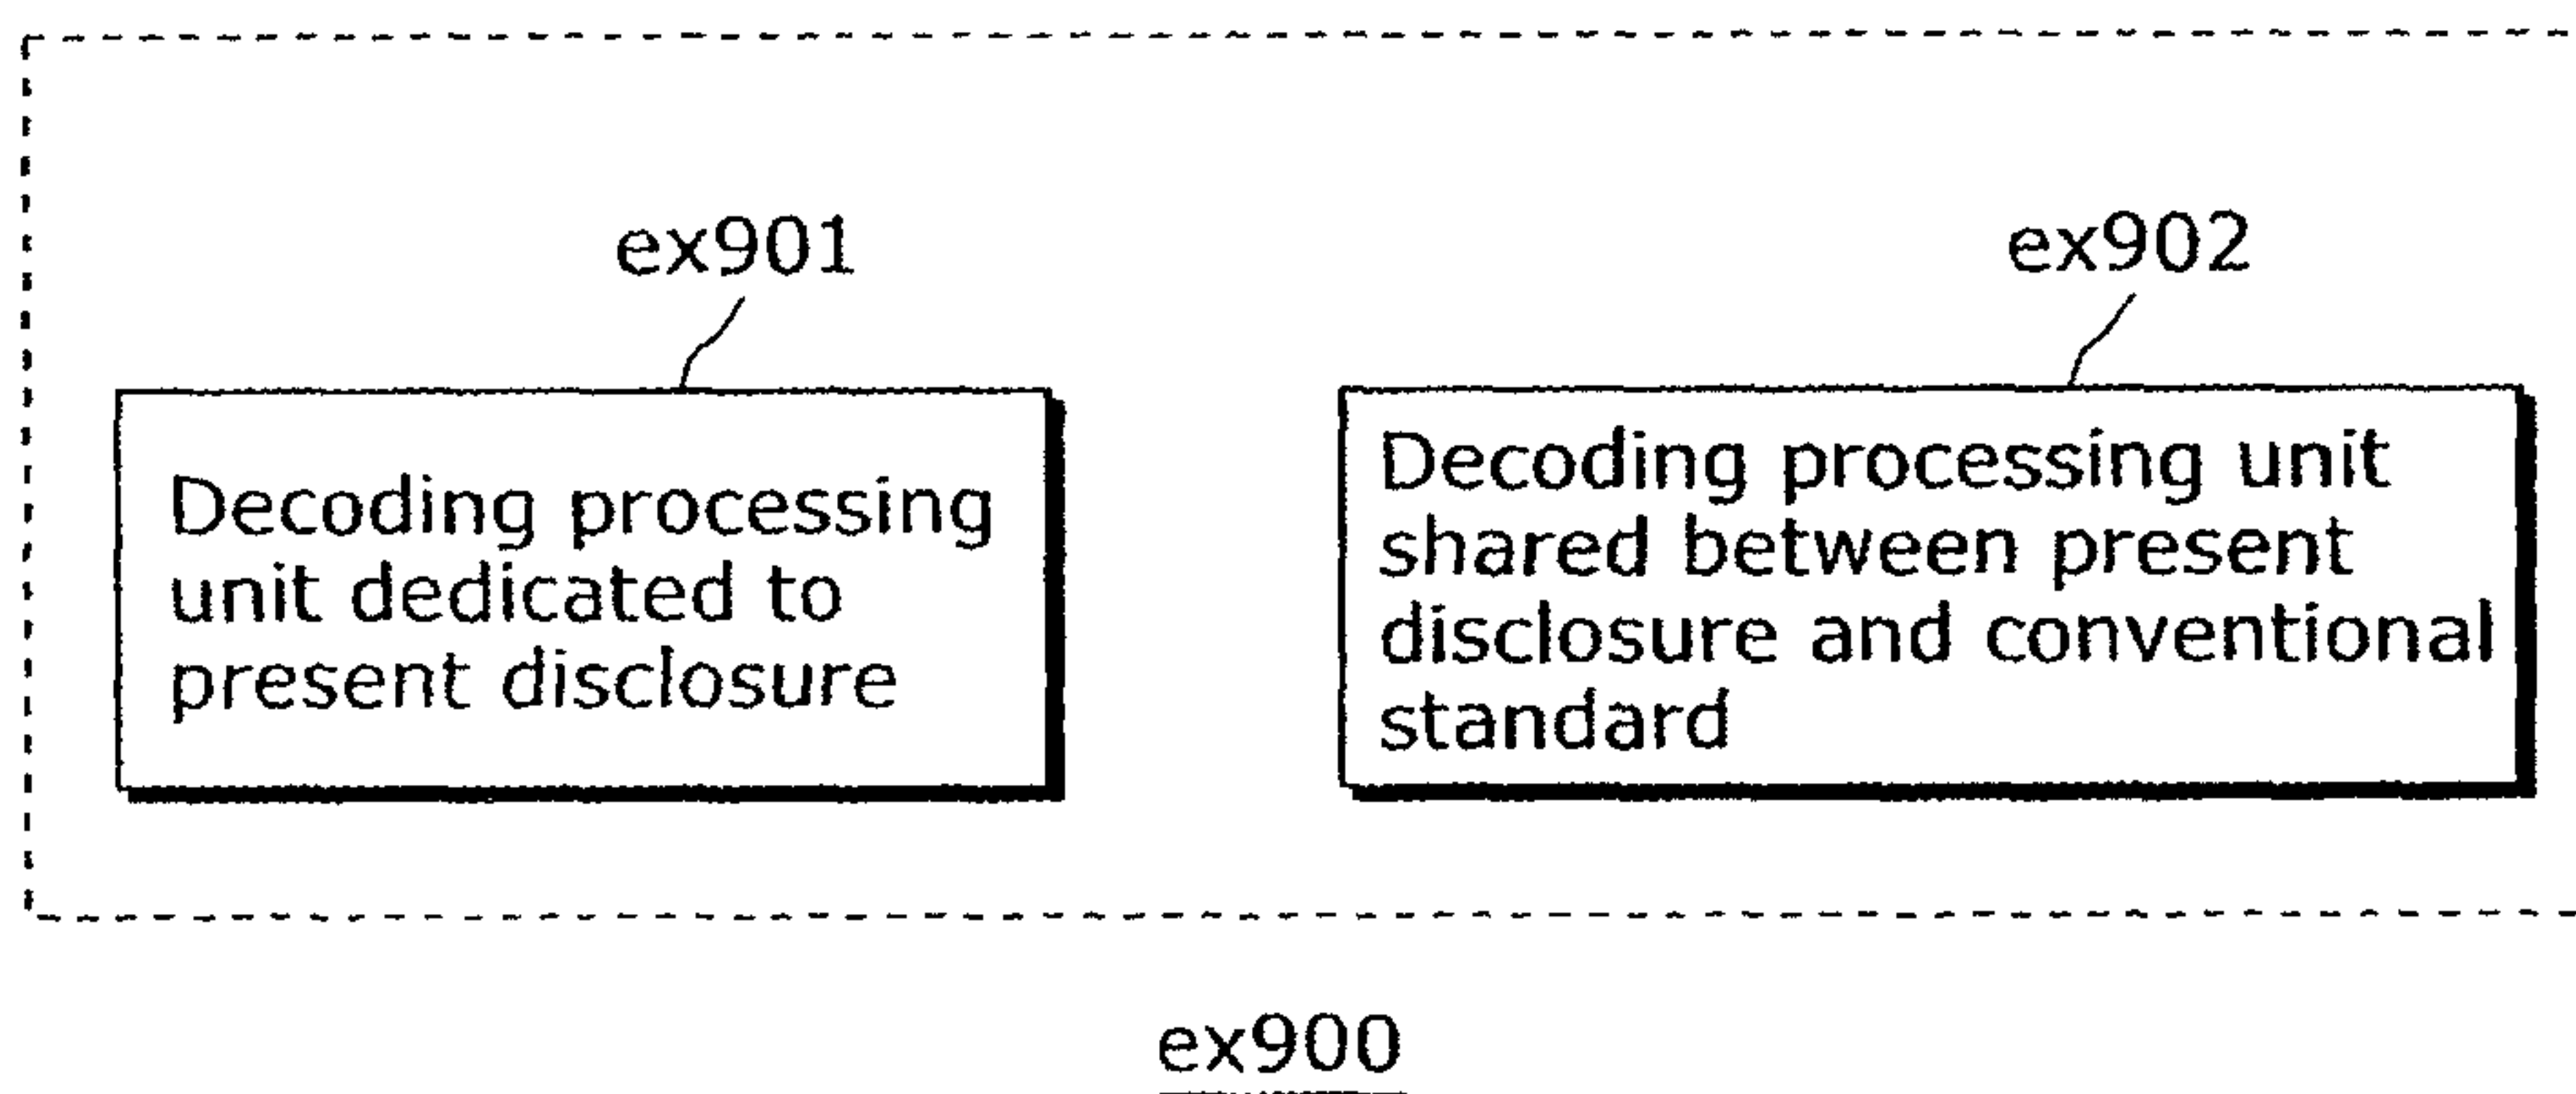 ex901
Decoding processing
unit dedicated to
present disclosure
ex902
Decoding processing unit
shared between present
disclosure and conventional
standard
ex900